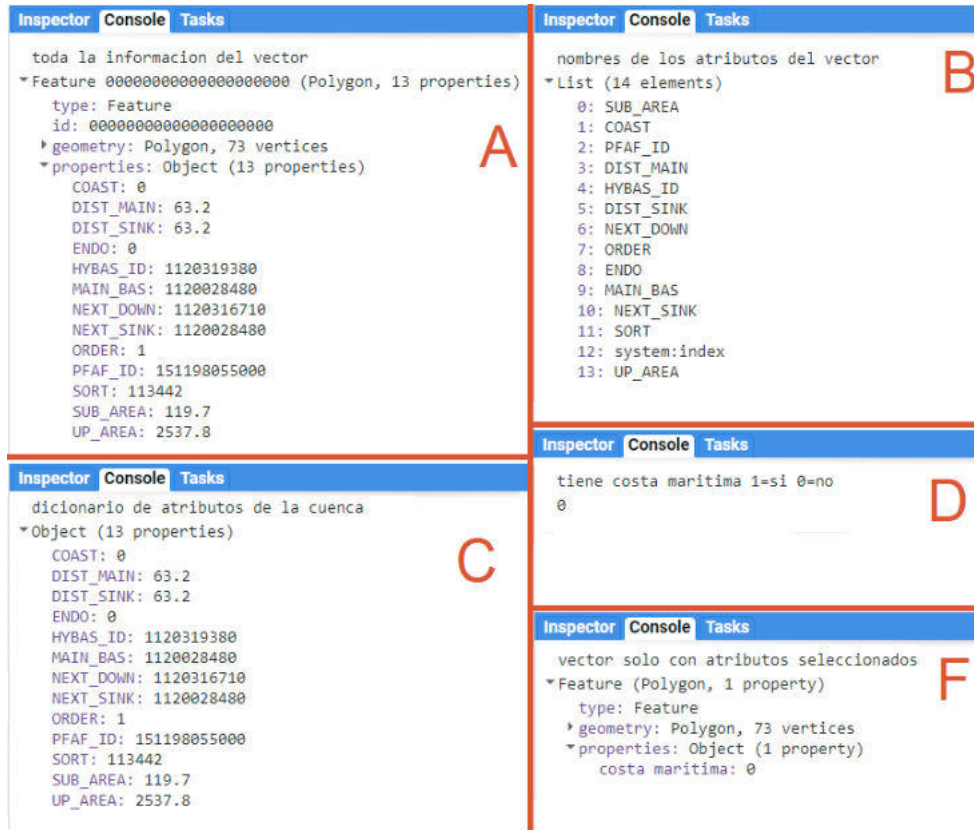 Inspector Console Tasks
toda la informacion del vector
Feature 00000000000000000000 (Polygon, 13 properties)
type: Feature
id: 00000000000000000000
geometry: Polygon, 73 vertices
properties: Object (13 properties)
COAST: 0
DIST_MAIN: 63.2
DIST_SINK: 63.2
ENDO: 0
HYBAS_ID: 1120319380
MAIN_BAS: 1120028480
NEXT_DOWN: 1120316710
NEXT_SINK: 1120028480
ORDER: 1
PFAF_ID: 151198055000
SORT: 113442
SUB_AREA: 119.7
UP_AREA: 2537.8
A
Inspector Console Tasks
nombres de los atributos del vector
List (14 elements)
0: SUB_AREA
1: COAST
2: PFAF_ID
3: DIST_MAIN
4: HYBAS_ID
5: DIST_SINK
6: NEXT_DOWN
7: ORDER
8: ENDO
9: MAIN_BAS
10: NEXT_SINK
11: SORT
12: system:index
13: UP_AREA
B
Inspector Console Tasks
dicionario de atributos de la cuenca
Object (13 properties)
COAST: 0
DIST_MAIN: 63.2
DIST_SINK: 63.2
ENDO: 0
HYBAS_ID: 1120319380
MAIN_BAS: 1120028480
NEXT_DOWN: 1120316710
NEXT_SINK: 1120028480
ORDER: 1
PFAF_ID: 151198055000
SORT: 113442
SUB_AREA: 119.7
UP_AREA: 2537.8
C
Inspector Console Tasks
tiene costa maritima 1=si 0=no
0
D
Inspector Console Tasks
vector solo con atributos seleccionados
Feature (Polygon, 1 property)
type: Feature
geometry: Polygon, 73 vertices
properties: Object (1 property)
costa maritima: 0
F